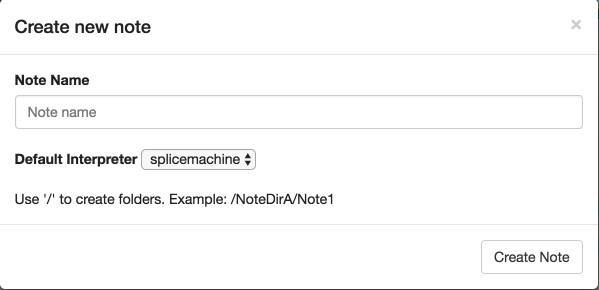 Create new note
×
Note Name
Note name
Default Interpreter splicemachine
Use '/' to create folders. Example: /NoteDirA/Note1
Create Note